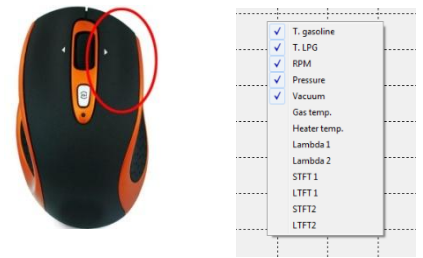 T. gasoline
T. LPG
RPM
Pressure
Vacuum
Gas temp.
Heater temp.
Lambda 1
Lambda 2
STFT 1
LTFT 1
STFT2
LTFT2